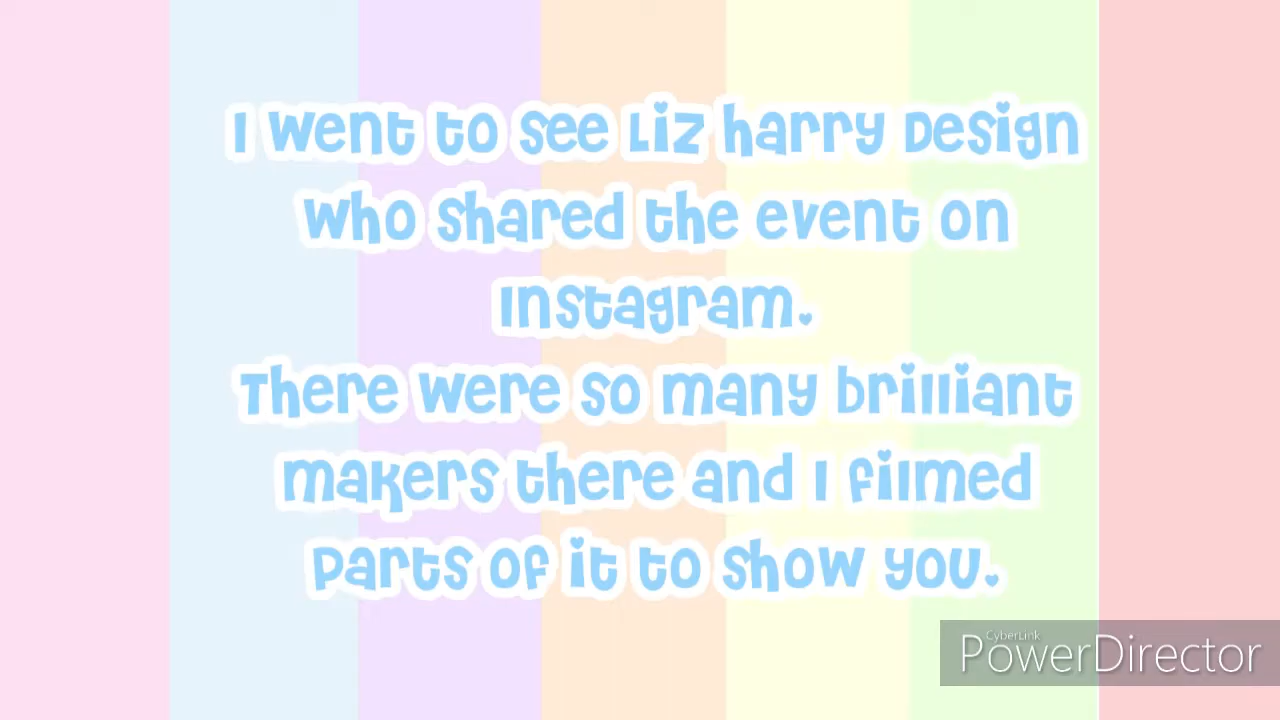 I went to see Liz Harry Design
who shared the event on
Instagram.
There were so many brilliant
makers there and I filmed
parts of it to show you.
CyberLink
PowerDirector